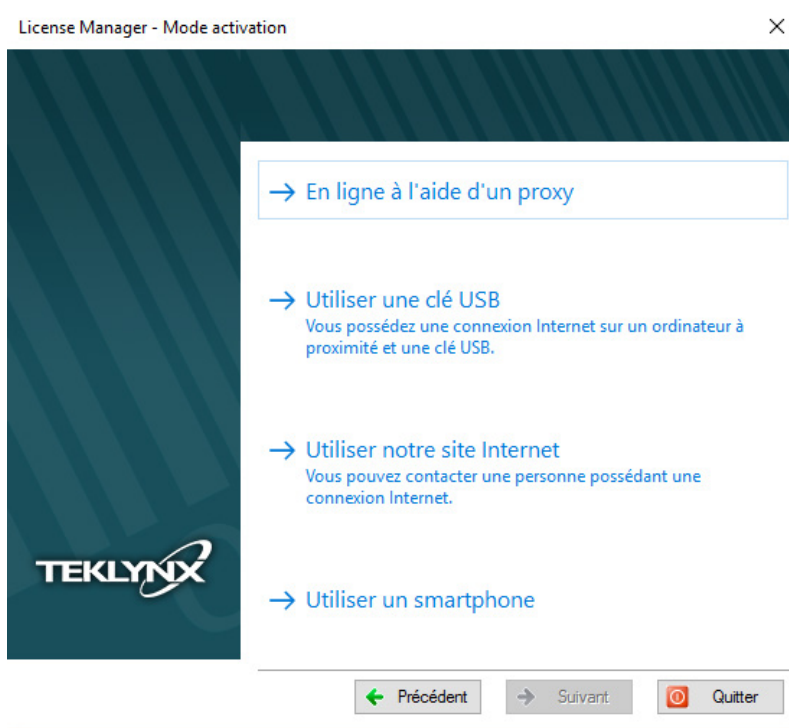 License Manager - Mode activation
En ligne à l'aide d'un proxy
Utiliser une clé USB
Vous possédez une connexion Internet sur un ordinateur à
proximité et une clé USB.
Utiliser notre site Internet
Vous pouvez contacter une personne possédant une
connexion Internet.
TEKLYNX
Utiliser un smartphone
Précédent
Suivant
Quitter